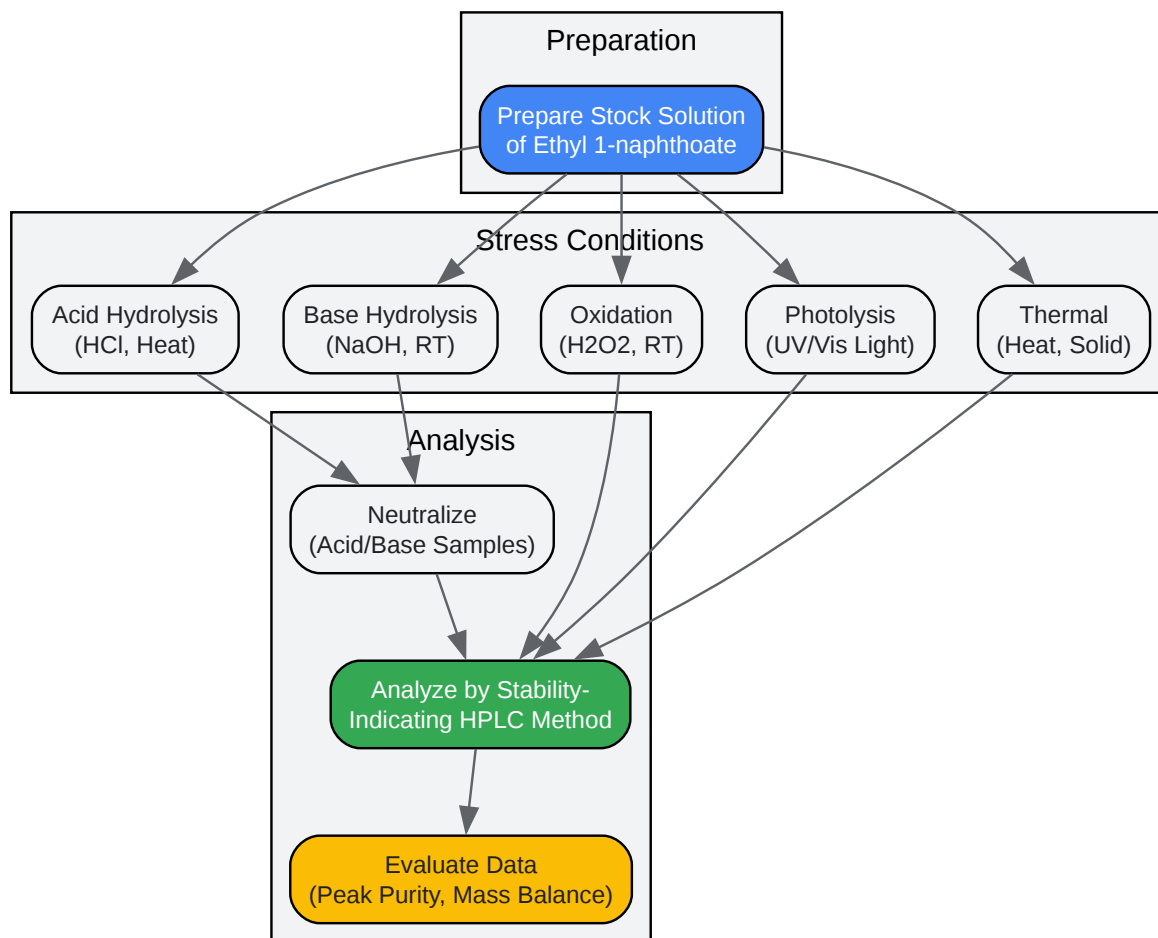 Preparation
Prepare Stock Solution
of Ethyl 1-naphthoate
Stress Conditions
Acid Hydrolysis
(HCl, Heat)
Base Hydrolysis
(NaOH, RT)
Oxidation
(H2O2, RT)
Photolysis
(UV/Vis Light)
Thermal
(Heat, Solid)
Analysis
Neutralize
(Acid/Base Samples)
Analyze by Stability-
Indicating HPLC Method
Evaluate Data
(Peak Purity, Mass Balance)